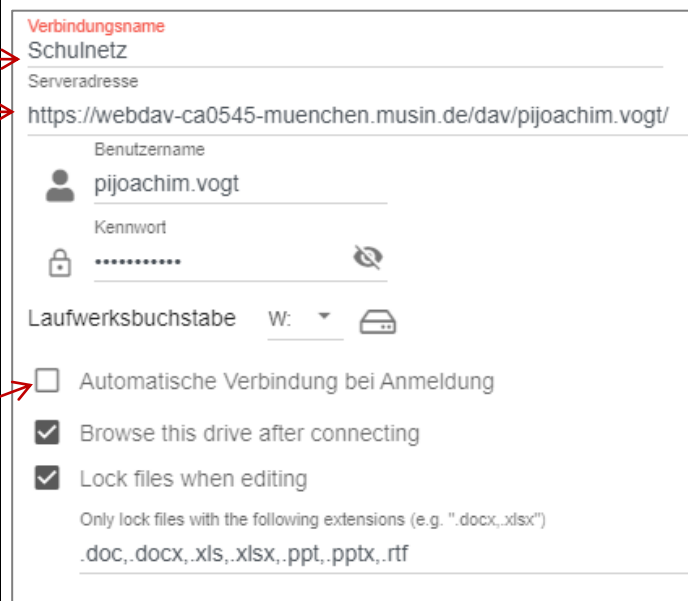 Verbindungsname
Schulnetz
Serveradresse
https://webdav-ca0545-muenchen.musin.de/dav/pijoachim.vogt/
Benutzername
pijoachim.vogt
Kennwort
•••••••••••
Laufwerksbuchstabe W:
Automatische Verbindung bei Anmeldung
Browse this drive after connecting
Lock files when editing
Only lock files with the following extensions (e.g. ".docx,.xlsx")
.doc,.docx,.xls,.xlsx,.ppt,.pptx,.rtf